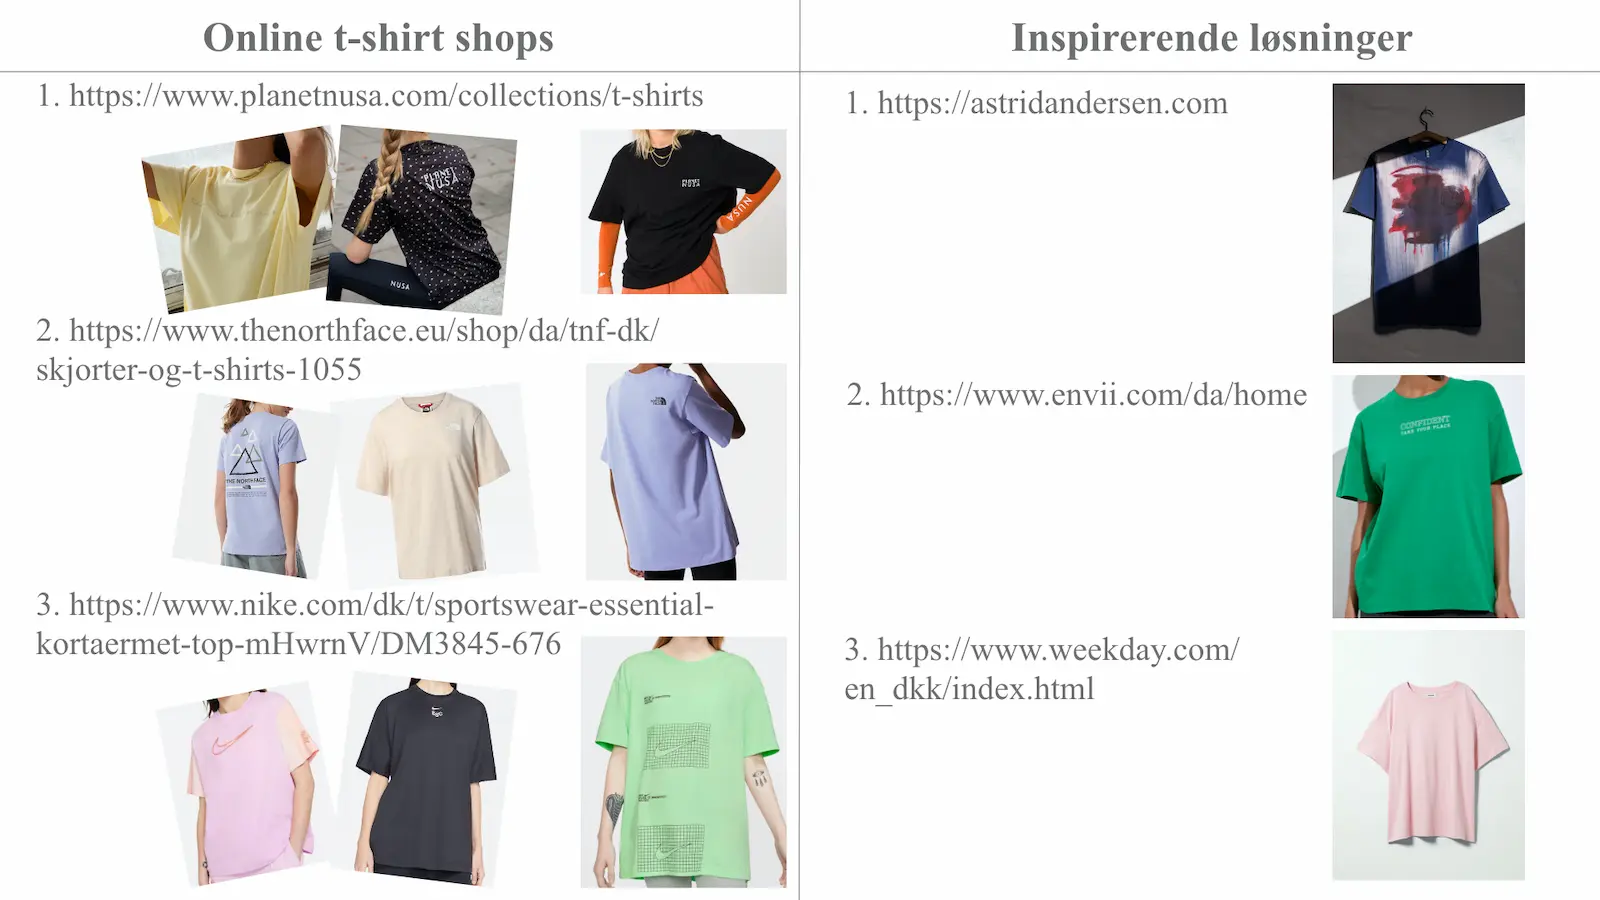 Online t-shirt shops
1. https://www.planetnusa.com/collections/t-shirts
PLANET
NUSA
NUSA
PLANET
NUSA
NUSA
2. https://www.thenorthface.eu/shop/da/tnf-dk/
skjorter-og-t-shirts-1055
THE NORTH FACE
3. https://www.nike.com/dk/t/sportswear-essential-
kortaermet-top-mHwrnV/DM3845-676
Inspirerende løsninger
1. https://astridandersen.com
2. https://www.envii.com/da/home
CONFIDENT
TAKE YOUR PLACE
3. https://www.weekday.com/
en_dkk/index.html